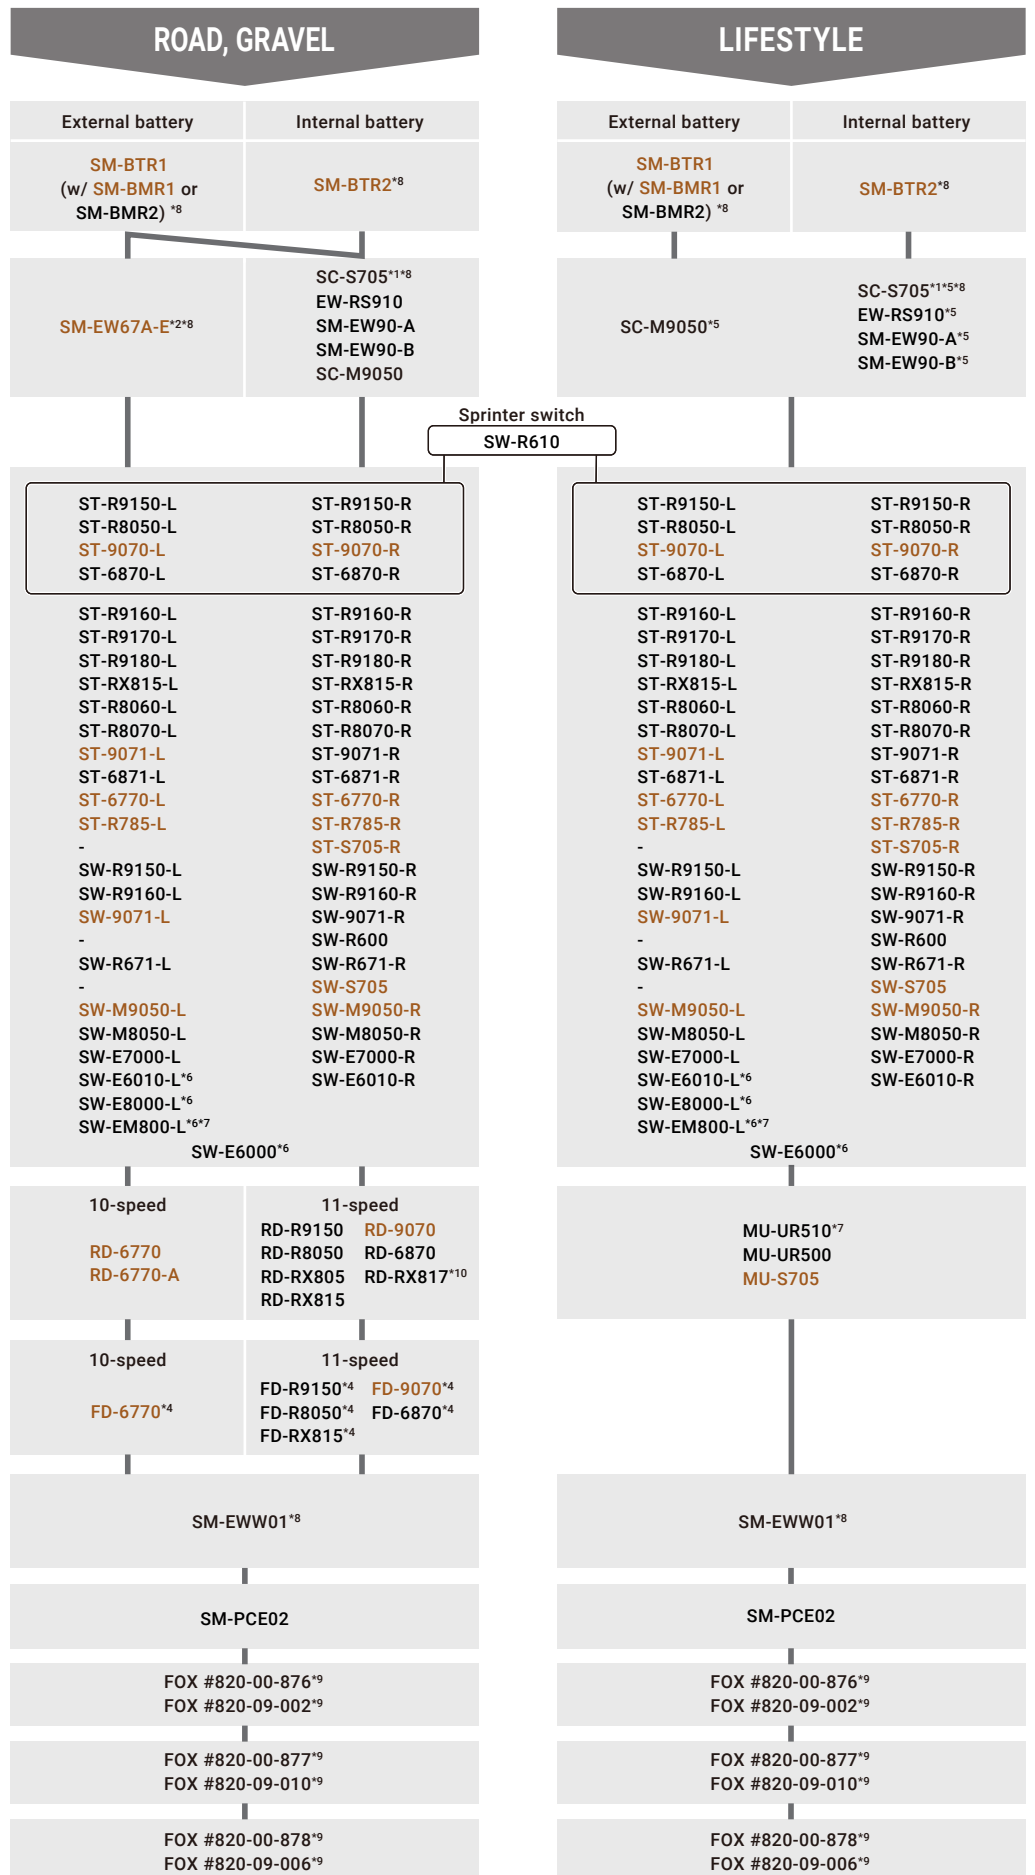 ROAD, GRAVEL
External battery
Internal battery
SM-BTR1
(w/ SM-BMR1 or
SM-BMR2) *8
SM-BTR2*8
SM-EW67A-E*2*8
SC-S705*1*8
EW-RS910
SM-EW90-A
SM-EW90-B
SC-M9050
LIFESTYLE
External battery
Internal battery
SM-BTR1
(w/ SM-BMR1 or
SM-BMR2) *8
SM-BTR2*8
SC-M9050*5
SC-S705*1*5*8
EW-RS910*5
SM-EW90-A*5
SM-EW90-B*5
Sprinter switch
SW-R610
ST-R9150-L ST-R9150-R
ST-R8050-L ST-R8050-R
ST-9070-L ST-9070-R
ST-6870-L ST-6870-R
ST-R9160-L ST-R9160-R
ST-R9170-L ST-R9170-R
ST-R9180-L ST-R9180-R
ST-RX815-L ST-RX815-R
ST-R8060-L ST-R8060-R
ST-R8070-L ST-R8070-R
ST-9071-L ST-9071-R
ST-6871-L ST-6871-R
ST-6770-L ST-6770-R
ST-R785-L ST-R785-R
- ST-S705-R
SW-R9150-L SW-R9150-R
SW-R9160-L SW-R9160-R
SW-9071-L SW-9071-R
- SW-R600
SW-R671-L SW-R671-R
- SW-S705
SW-M9050-L SW-M9050-R
SW-M8050-L SW-M8050-R
SW-E7000-L SW-E7000-R
SW-E6010-L*6 SW-E6010-R
SW-E8000-L*6
SW-EM800-L*6*7
SW-E6000*6
10-speed
RD-6770
RD-6770-A
11-speed
RD-R9150 RD-9070
RD-R8050 RD-6870
RD-RX805 RD-RX817*10
RD-RX815
10-speed
FD-6770*4
11-speed
FD-R9150*4 FD-9070*4
FD-R8050*4 FD-6870*4
FD-RX815*4
SM-EWW01*8
SM-PCE02
FOX #820-00-876*9
FOX #820-09-002*9
FOX #820-00-877*9
FOX #820-09-010*9
FOX #820-00-878*9
FOX #820-09-006*9
ST-R9150-L ST-R9150-R
ST-R8050-L ST-R8050-R
ST-9070-L ST-9070-R
ST-6870-L ST-6870-R
ST-R9160-L ST-R9160-R
ST-R9170-L ST-R9170-R
ST-R9180-L ST-R9180-R
ST-RX815-L ST-RX815-R
ST-R8060-L ST-R8060-R
ST-R8070-L ST-R8070-R
ST-9071-L ST-9071-R
ST-6871-L ST-6871-R
ST-6770-L ST-6770-R
ST-R785-L ST-R785-R
- ST-S705-R
SW-R9150-L SW-R9150-R
SW-R9160-L SW-R9160-R
SW-9071-L SW-9071-R
- SW-R600
SW-R671-L SW-R671-R
- SW-S705
SW-M9050-L SW-M9050-R
SW-M8050-L SW-M8050-R
SW-E7000-L SW-E7000-R
SW-E6010-L*6 SW-E6010-R
SW-E8000-L*6
SW-EM800-L*6*7
SW-E6000*6
MU-UR510*7
MU-UR500
MU-S705
SM-EWW01*8
SM-PCE02
FOX #820-00-876*9
FOX #820-09-002*9
FOX #820-00-877*9
FOX #820-09-010*9
FOX #820-00-878*9
FOX #820-09-006*9